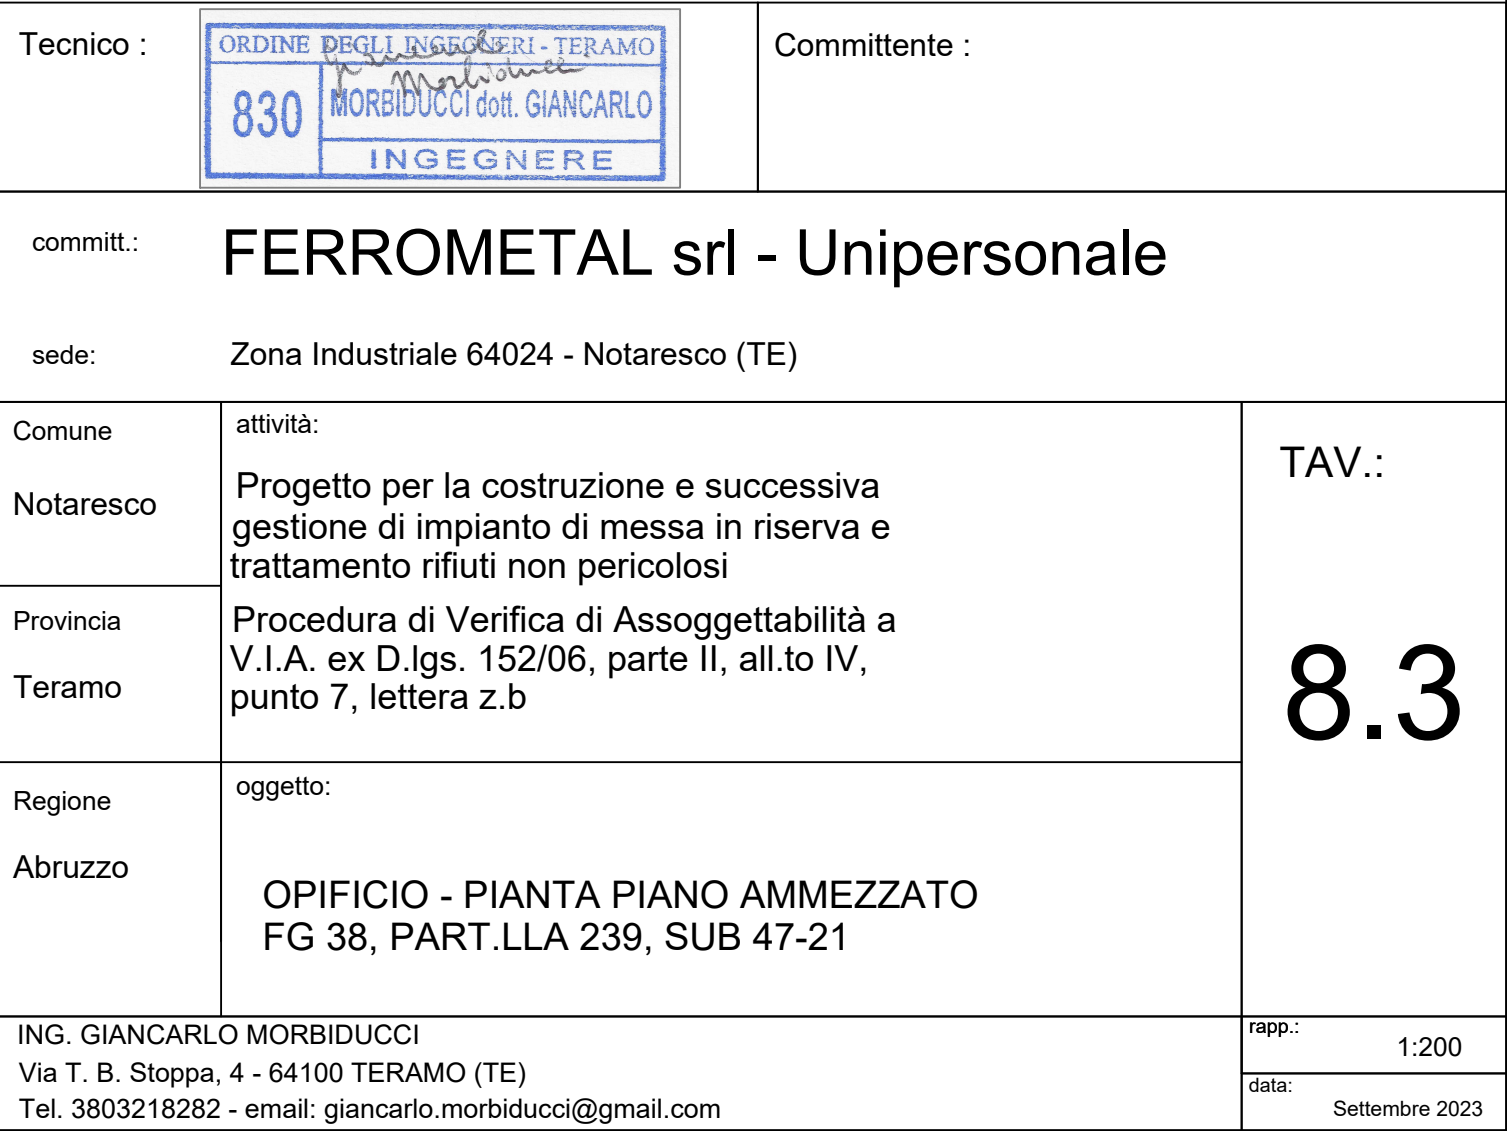 Tecnico :
ORDINE DEGLI INGEGNERI - TERAMO
Giancarlo
Morbiducci
830
MORBIDUCCI dott. GIANCARLO
INGEGNERE
Committente :
committ.:
FERROMETAL srl - Unipersonale
sede:
Zona Industriale 64024 - Notaresco (TE)
Comune
Notaresco
attività:
Progetto per la costruzione e successiva
gestione di impianto di messa in riserva e
trattamento rifiuti non pericolosi
Provincia
Teramo
Procedura di Verifica di Assoggettabilità a
V.I.A. ex D.lgs. 152/06, parte II, all.to IV,
punto 7, lettera z.b
TAV.:
8.3
Regione
Abruzzo
oggetto:
OPIFICIO - PIANTA PIANO AMMEZZATO
FG 38, PART.LLA 239, SUB 47-21
ING. GIANCARLO MORBIDUCCI
Via T. B. Stoppa, 4 - 64100 TERAMO (TE)
Tel. 3803218282 - email: giancarlo.morbiducci@gmail.com
rapp.:
1:200
data:
Settembre 2023